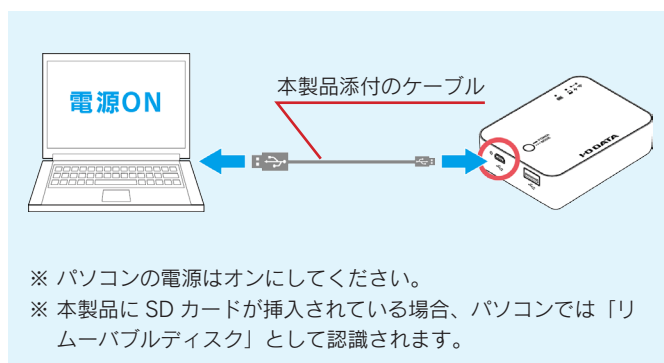 本製品添付のケーブル
電源ON
I-O DATA
※ パソコンの電源はオンにしてください。
※ 本製品に SD カードが挿入されている場合、パソコンでは「リ
ムーバブルディスク」として認識されます。